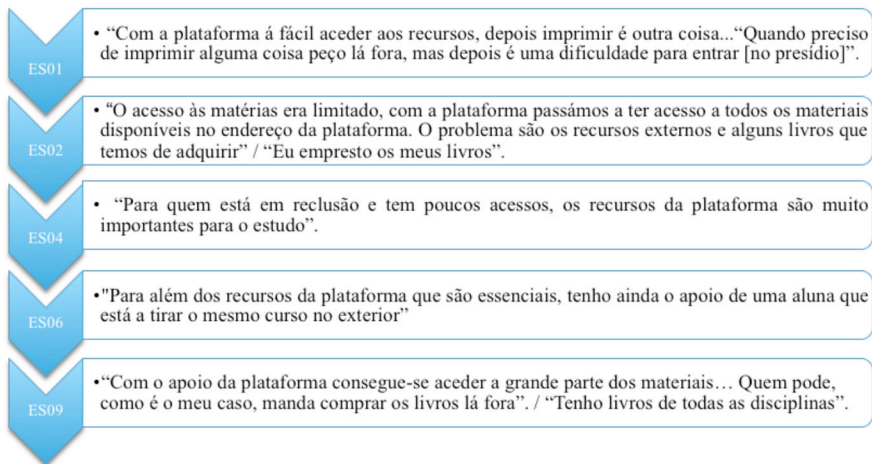 ES01
• “Com a plataforma á fácil aceder aos recursos, depois imprimir é outra coisa...“Quando preciso
de imprimir alguma coisa peço lá fora, mas depois é uma dificuldade para entrar [no presídio]”.
ES02
• “O acesso às matérias era limitado, com a plataforma passámos a ter acesso a todos os materiais
disponíveis no endereço da plataforma. O problema são os recursos externos e alguns livros que
temos de adquirir” / “Eu empresto os meus livros”.
ES04
• “Para quem está em reclusão e tem poucos acessos, os recursos da plataforma são muito
importantes para o estudo”.
ES06
•"Para além dos recursos da plataforma que são essenciais, tenho ainda o apoio de uma aluna que
está a tirar o mesmo curso no exterior”
ES09
•“Com o apoio da plataforma consegue-se aceder a grande parte dos materiais… Quem pode,
como é o meu caso, manda comprar os livros lá fora”. / “Tenho livros de todas as disciplinas”.